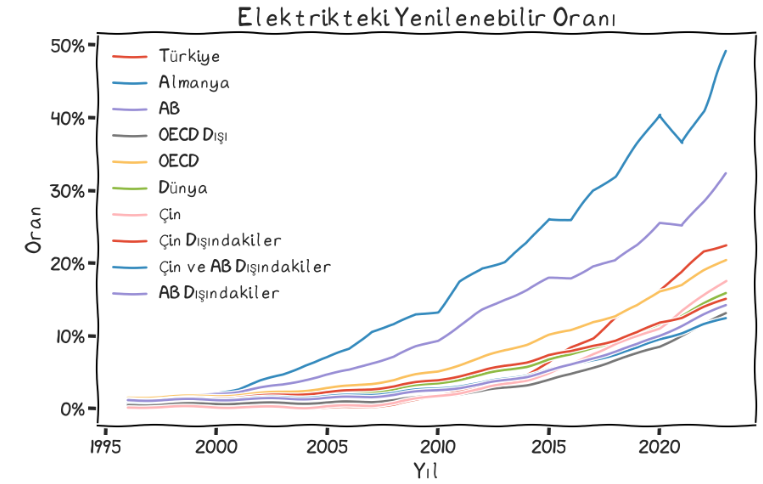 Elektrikteki Yenilenebilir Oranı
50%
40%
30%
20%
10%
0%
Oran
Türkiye
Almanya
AB
OECD Dışı
OECD
Dünya
Çin
Çin Dışındakiler
Çin ve AB Dışındakiler
AB Dışındakiler
1995 2000 2005 2010 2015 2020
Yıl